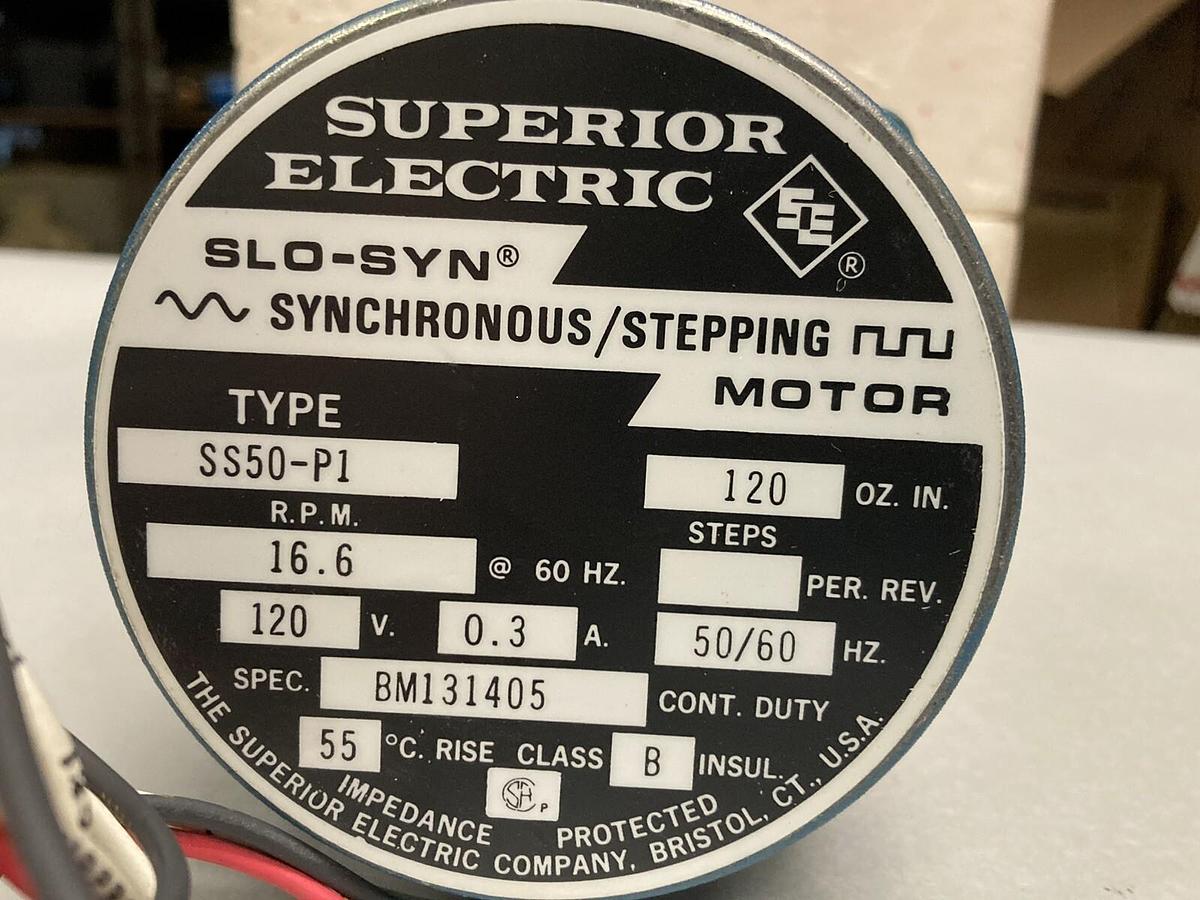 SUPERIOR
ELECTRIC
SE
®
SLO-SYN®
SYNCHRONOUS/STEPPING
MOTOR
TYPE
SS50-P1
120 OZ. IN.
R.P.M.
16.6 @ 60 HZ.
STEPS
PER. REV.
120 V. 0.3 A. 50/60 HZ.
SPEC. BM131405 CONT. DUTY
55 °C. RISE CLASS B INSUL.
IMPEDANCE PROTECTED
THE SUPERIOR ELECTRIC COMPANY, BRISTOL, CT., U.S.A.